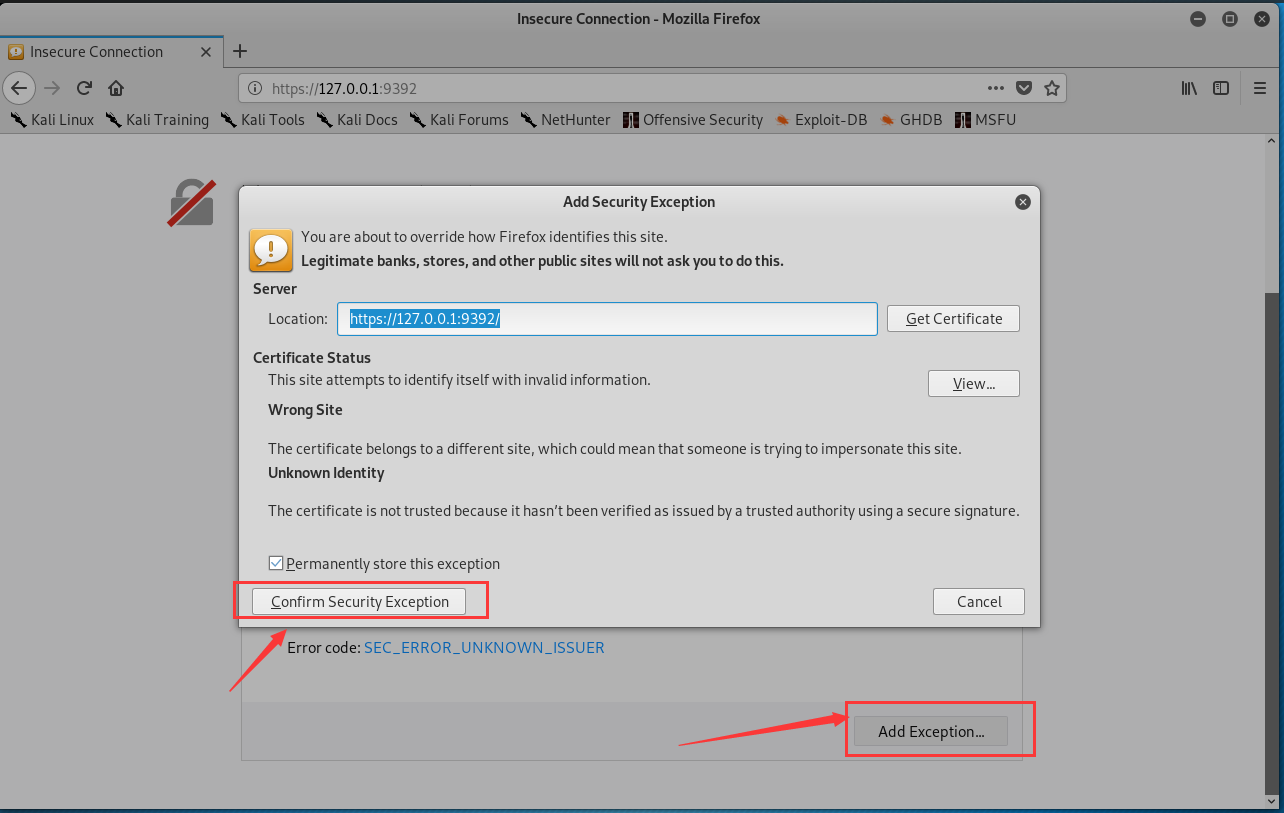 Insecure Connection - Mozilla Firefox
Insecure Connection
https://127.0.0.1:9392
Kali Linux Kali Training Kali Tools Kali Docs Kali Forums NetHunter Offensive Security Exploit-DB GHDB MSFU
Add Security Exception
You are about to override how Firefox identifies this site.
Legitimate banks, stores, and other public sites will not ask you to do this.
Server
Location: https://127.0.0.1:9392/ Get Certificate
Certificate Status
This site attempts to identify itself with invalid information.
View...
Wrong Site
The certificate belongs to a different site, which could mean that someone is trying to impersonate this site.
Unknown Identity
The certificate is not trusted because it hasn't been verified as issued by a trusted authority using a secure signature.
Permanently store this exception
Confirm Security Exception Cancel
Error code: SEC_ERROR_UNKNOWN_ISSUER
Add Exception...